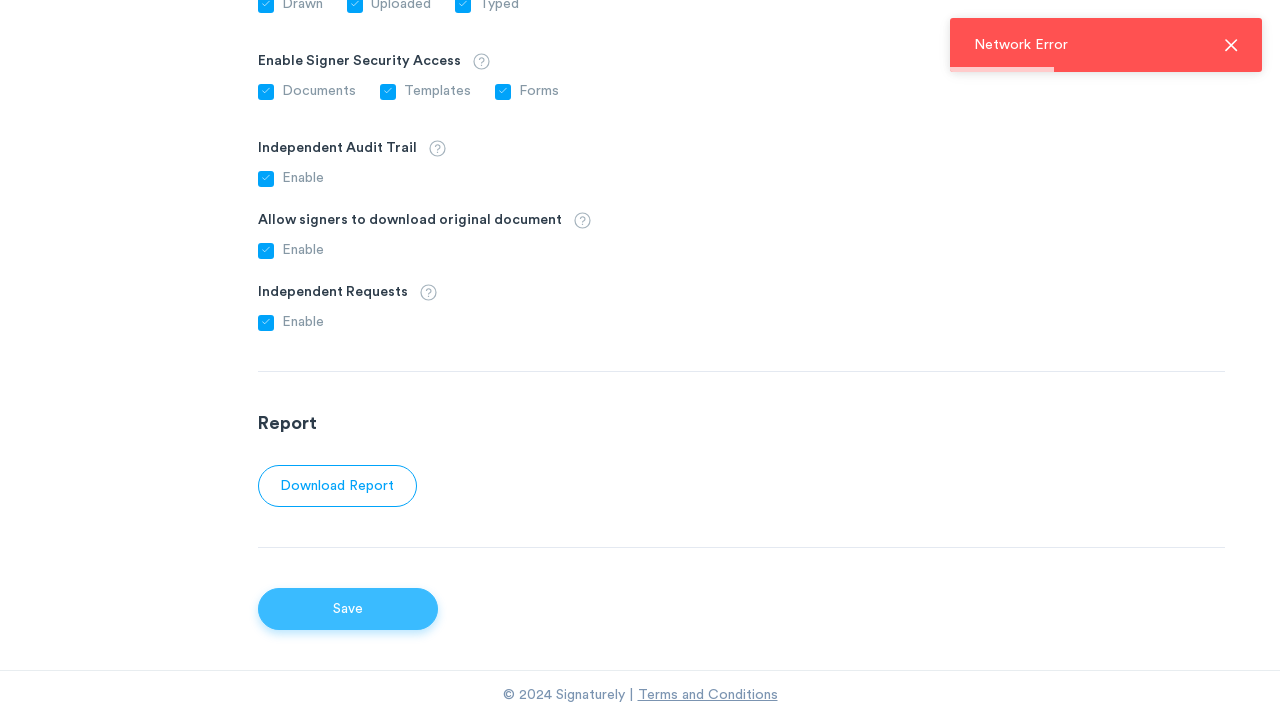 Drawn Uploaded Typed
Network Error
Enable Signer Security Access
Documents Templates Forms
Independent Audit Trail
Enable
Allow signers to download original document
Enable
Independent Requests
Enable
Report
Download Report
Save
© 2024 Signaturely | Terms and Conditions